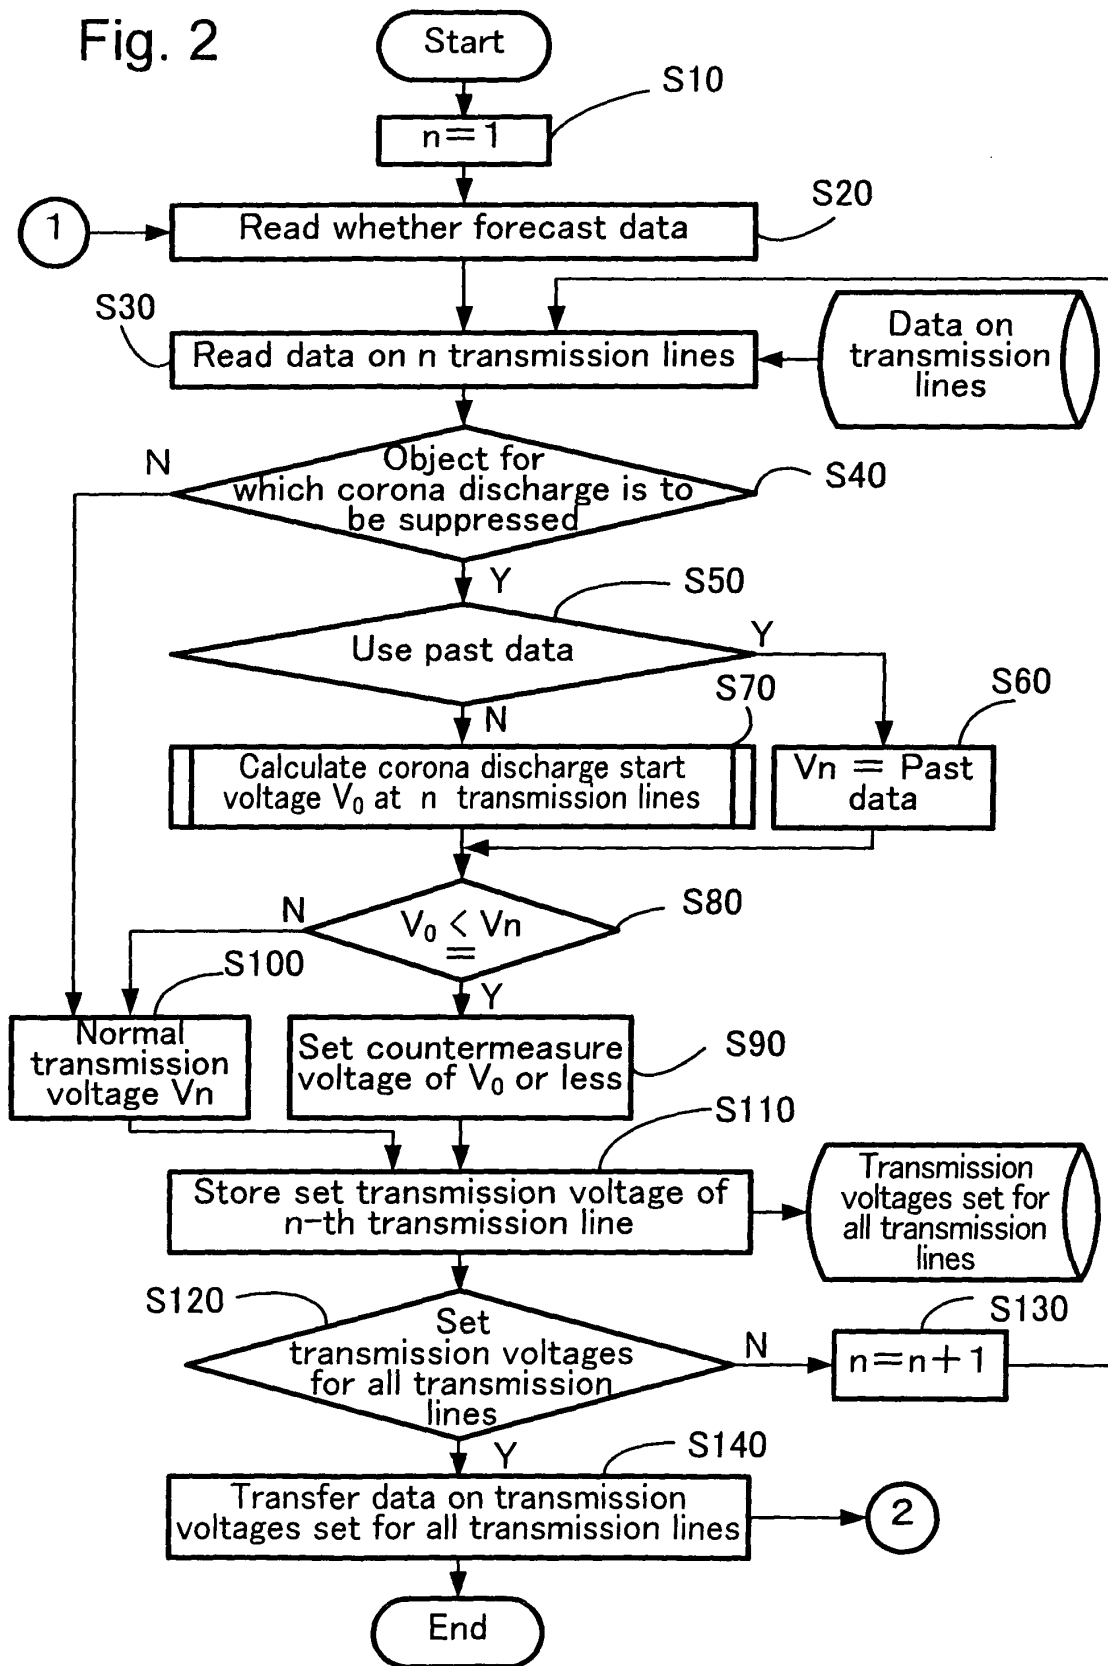 Fig. 2
Start
S10
n=1
S20
1
Read whether forecast data
S30
Read data on n transmission lines
Data on
transmission
lines
N
Object for
which corona discharge is to
be suppressed
S40
Y
S50
Use past data
Y
S70
S60
N
Calculate corona discharge start
voltage V₀ at n transmission lines
Vn = Past
data
N
V₀ ≦ Vn
S80
S100
Y
Normal
transmission
voltage Vn
Set countermeasure
voltage of V₀ or less
S90
S110
Store set transmission voltage of
n-th transmission line
Transmission
voltages set for
all transmission
lines
S120
Set
transmission voltages
for all transmission
lines
N
S130
n=n+1
Y
S140
Transfer data on transmission
voltages set for all transmission lines
2
End